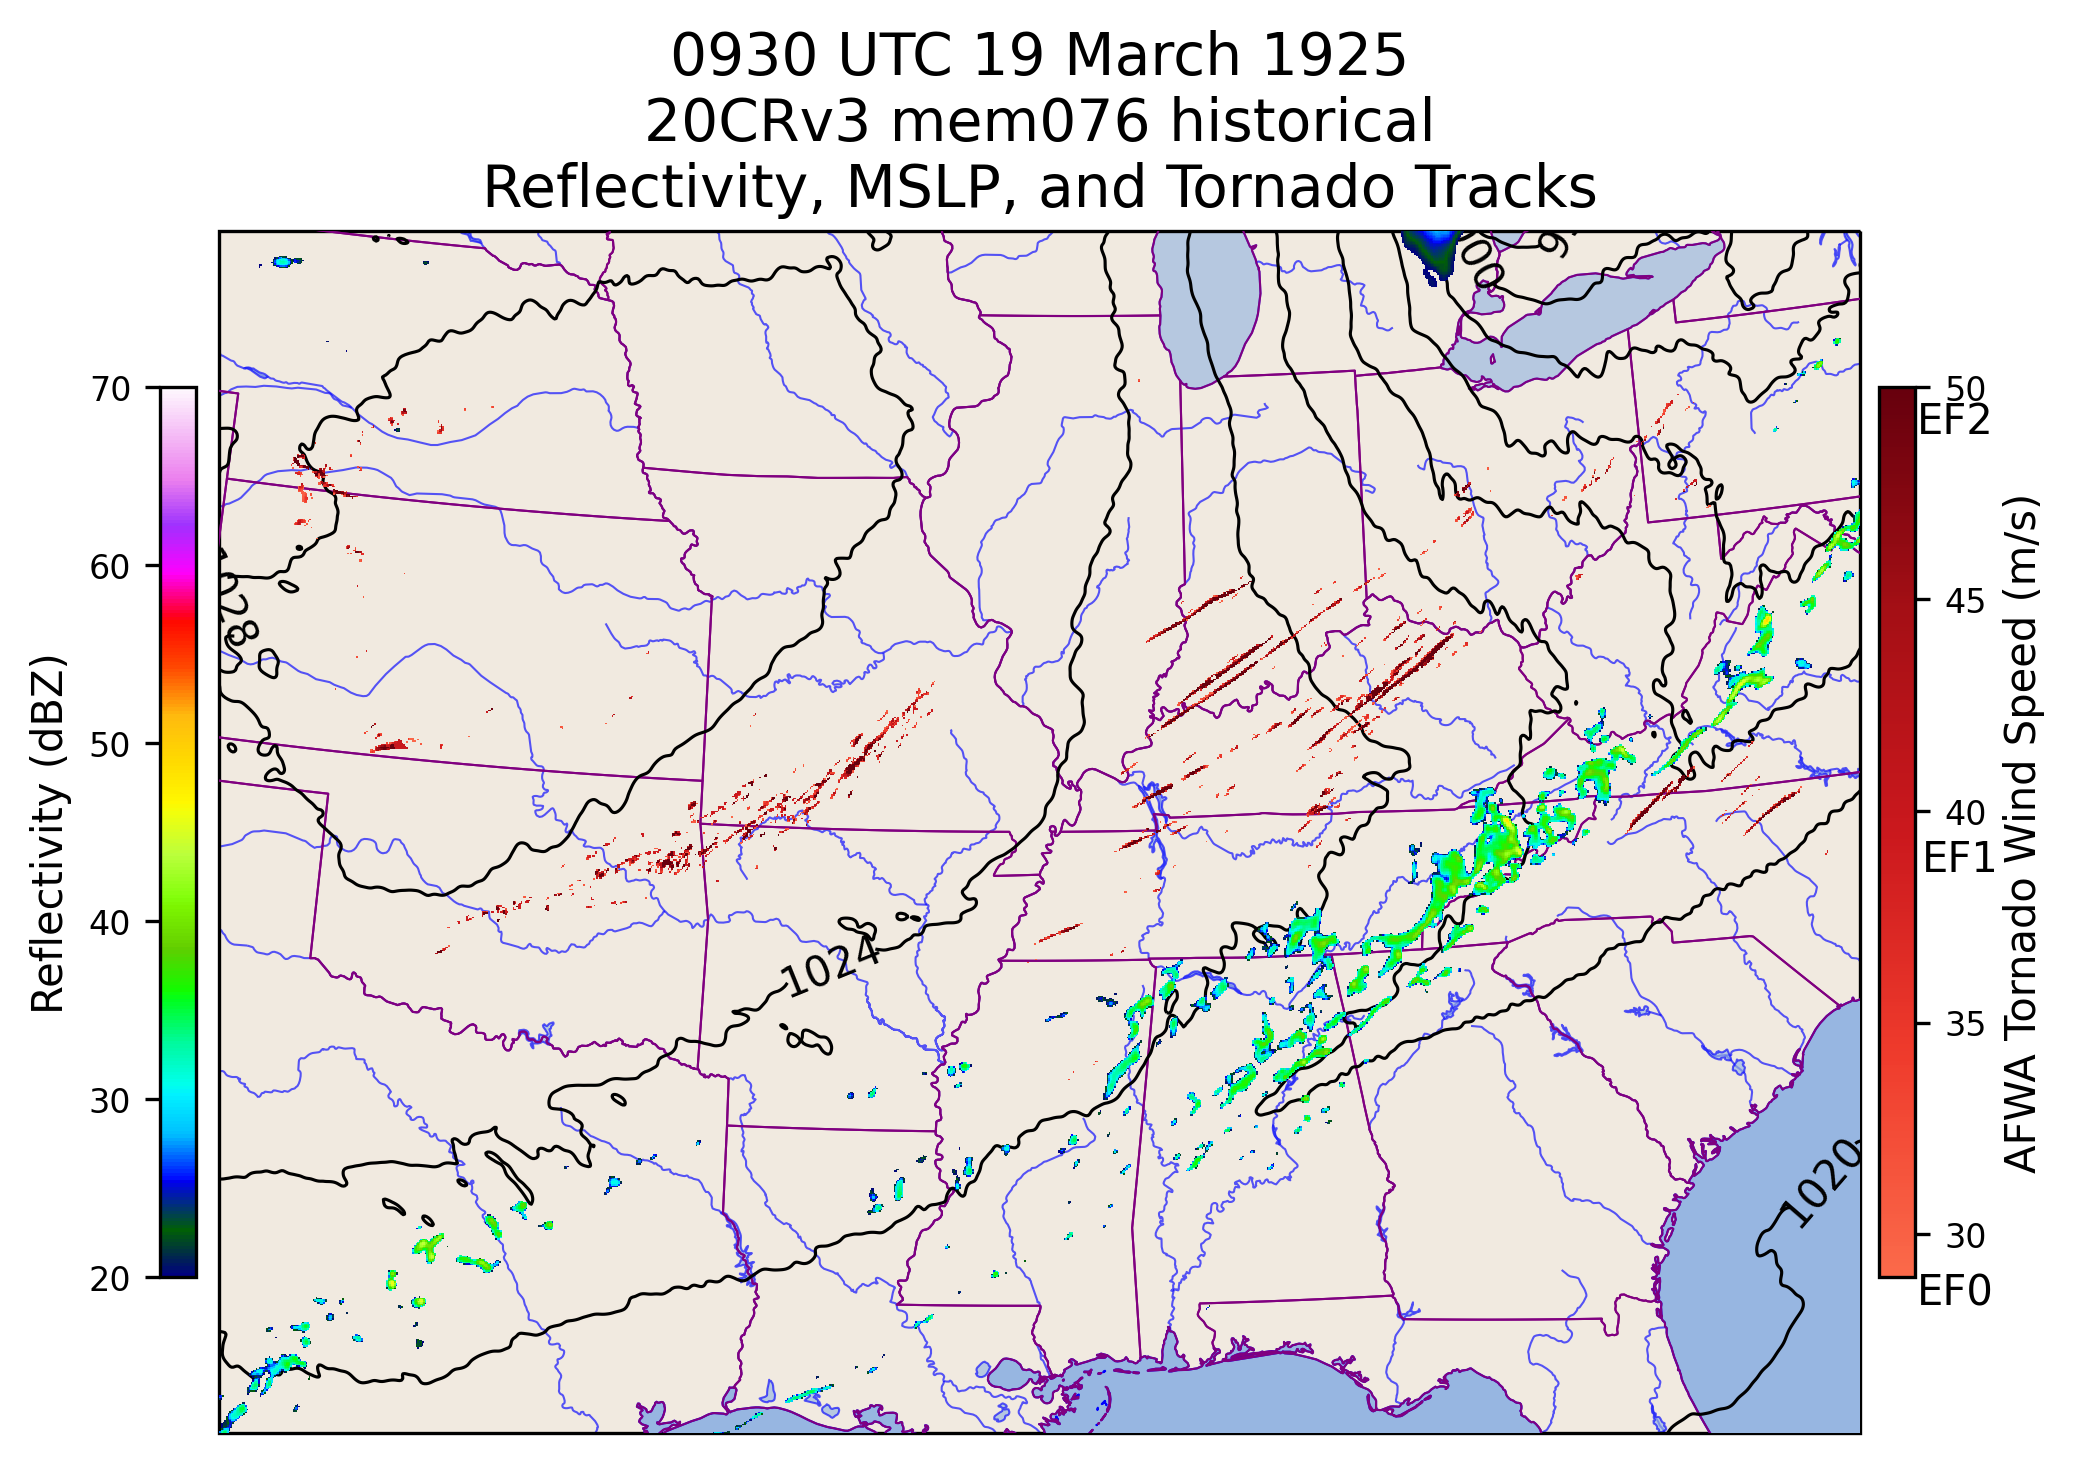 0930 UTC 19 March 1925
20CRv3 mem076 historical
Reflectivity, MSLP, and Tornado Tracks
Reflectivity (dBZ)
70
60
50
40
30
20
1028
1024
1020
50
EF2
45
40
EF1
35
30
EF0
AFWA Tornado Wind Speed (m/s)